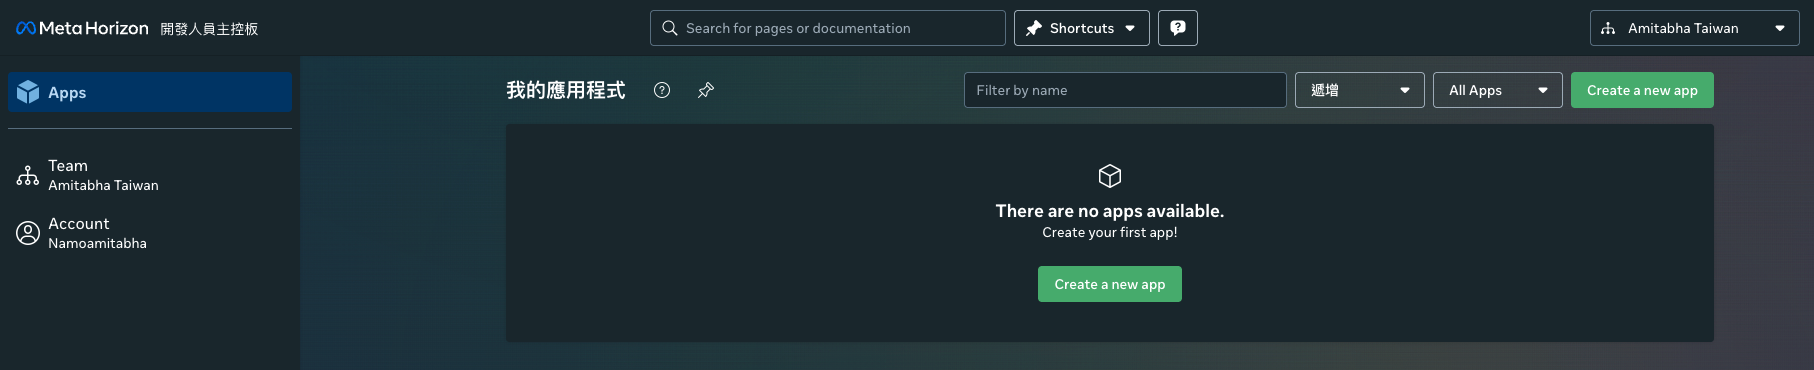 Meta Horizon 開發人員主控板
Search for pages or documentation
Shortcuts
Amitabha Taiwan
Apps
Team
Amitabha Taiwan
Account
Namoamitabha
我的應用程式
Filter by name
遞增
All Apps
Create a new app
There are no apps available.
Create your first app!
Create a new app